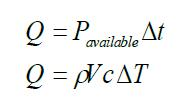 Q = P_available Δt
Q = ρVcΔT